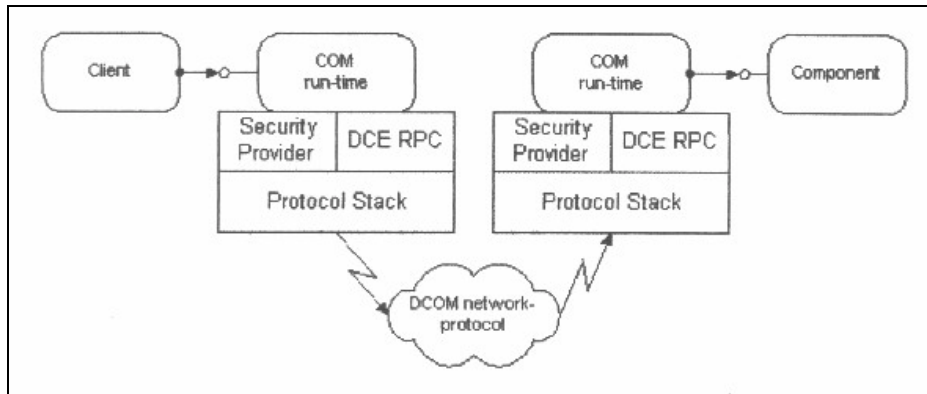 Client
COM
run-time
COM
run-time
Component
Security
Provider
DCE RPC
Security
Provider
DCE RPC
Protocol Stack
Protocol Stack
DCOM network-
protocol